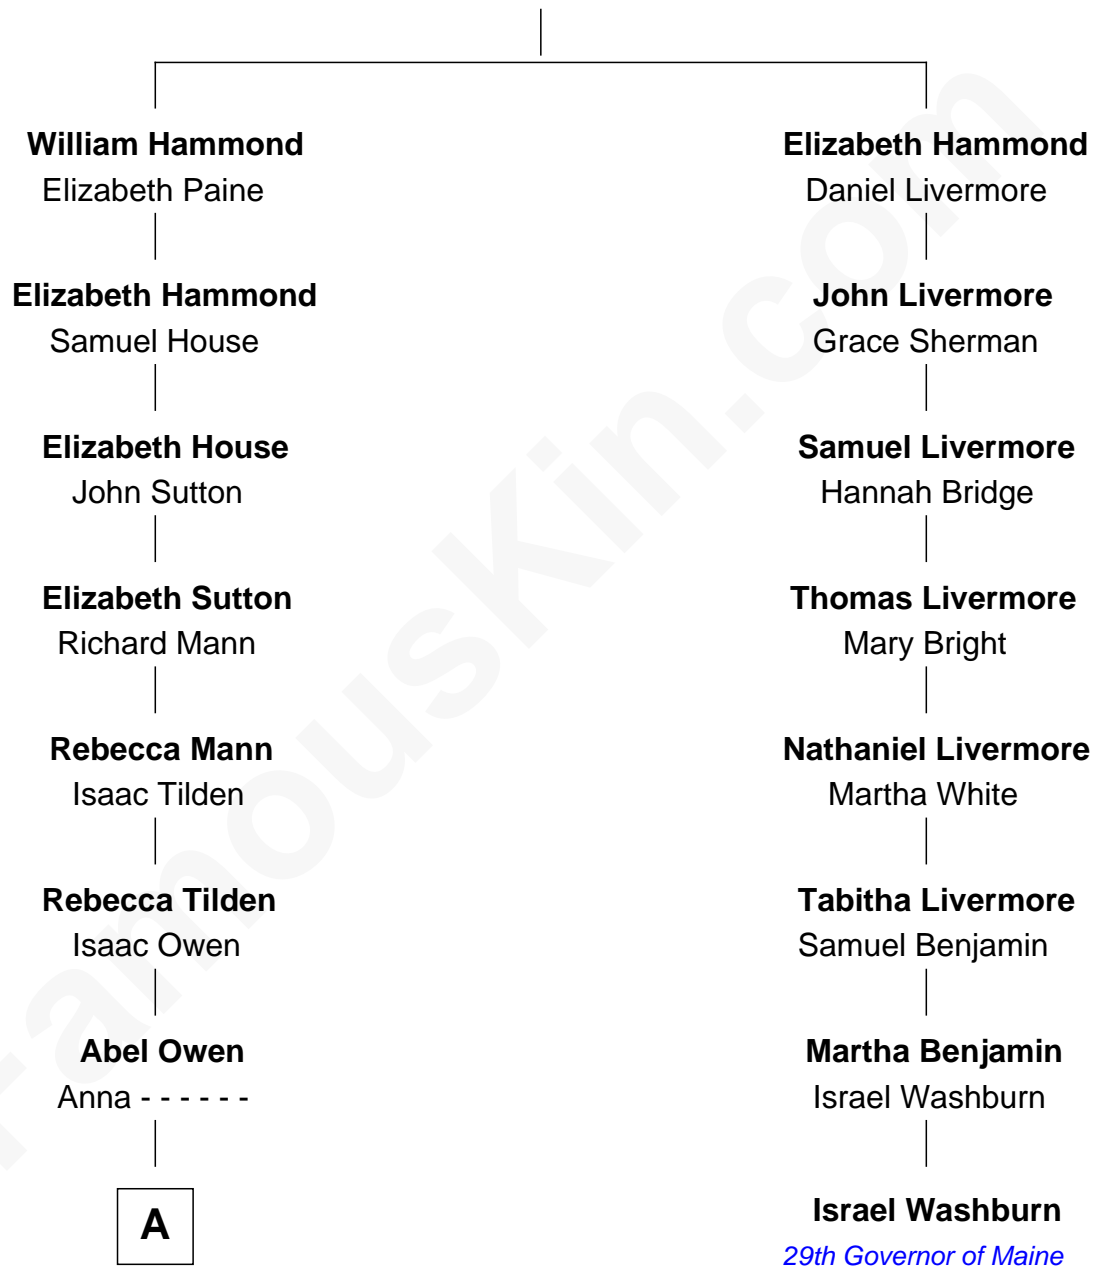 William Hammond
Elizabeth Paine
Elizabeth Hammond
Samuel House
Elizabeth House
John Sutton
Elizabeth Sutton
Richard Mann
Rebecca Mann
Isaac Tilden
Rebecca Tilden
Isaac Owen
Abel Owen
Anna - - - - - -
A
Elizabeth Hammond
Daniel Livermore
John Livermore
Grace Sherman
Samuel Livermore
Hannah Bridge
Thomas Livermore
Mary Bright
Nathaniel Livermore
Martha White
Tabitha Livermore
Samuel Benjamin
Martha Benjamin
Israel Washburn
Israel Washburn
29th Governor of Maine
FamousKin.com